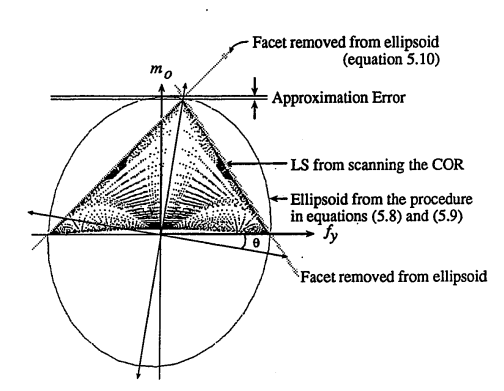 Facet removed from ellipsoid
(equation 5.10)
m_o
Approximation Error
LS from scanning the COR
Ellipsoid from the procedure
in equations (5.8) and (5.9)
f_y
θ
Facet removed from ellipsoid